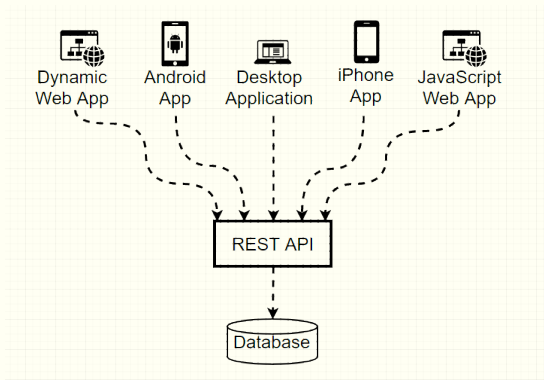 Dynamic
Web App
Android
App
Desktop
Application
iPhone
App
JavaScript
Web App
REST API
Database